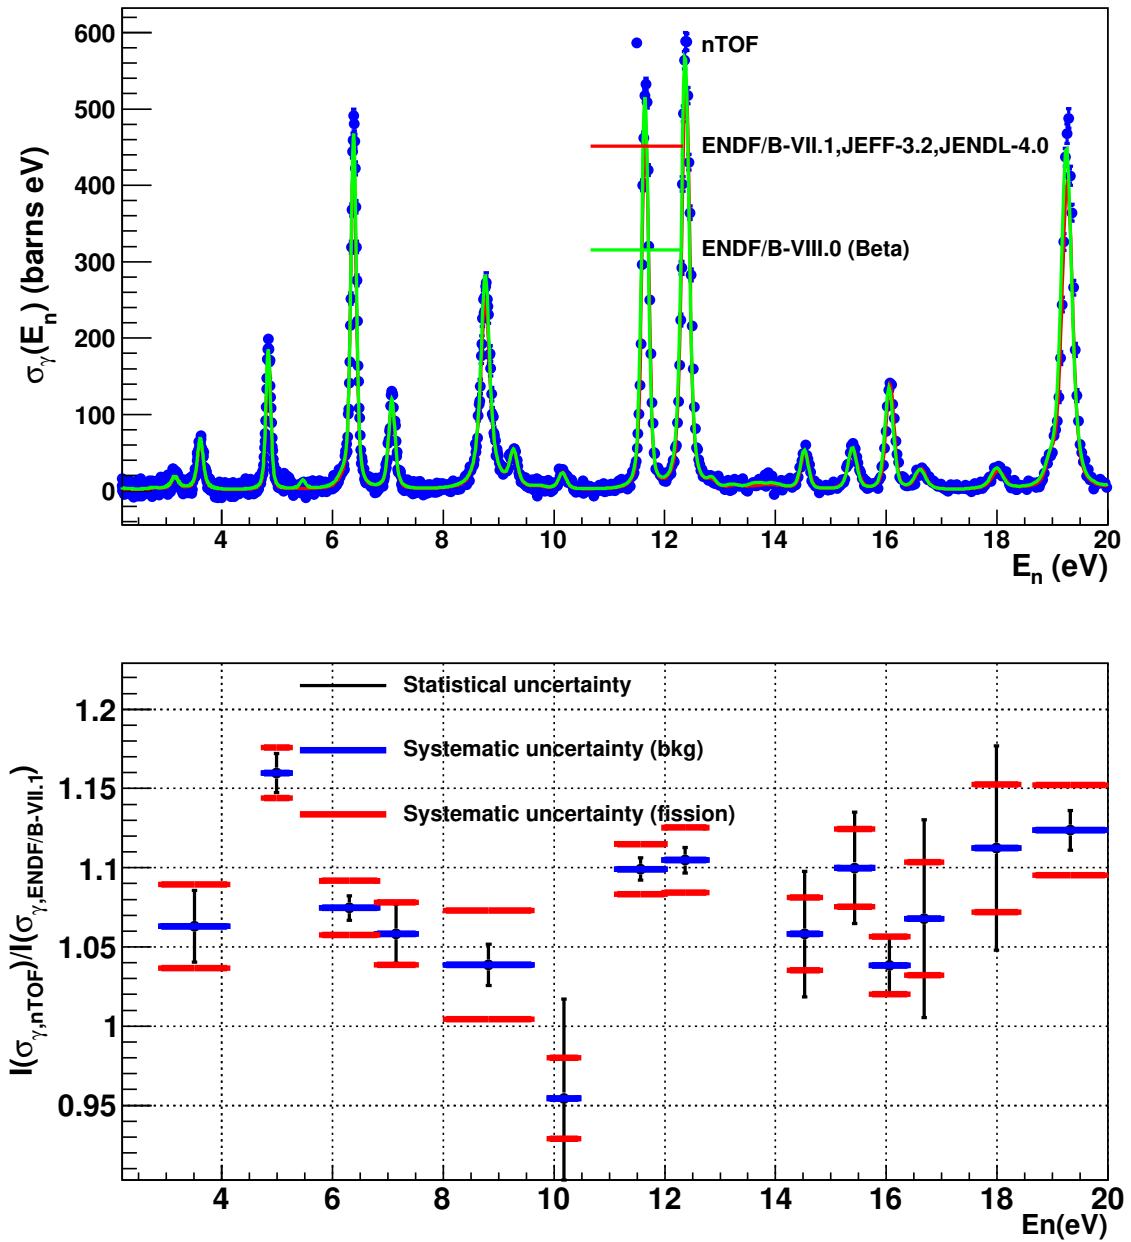 600
500
400
300
200
100
0
σγ(En) (barns eV)
nTOF
ENDF/B-VII.1,JEFF-3.2,JENDL-4.0
ENDF/B-VIII.0 (Beta)
4 6 8 10 12 14 16 18 20
En (eV)
1.2
1.15
1.1
1.05
1
0.95
I(σγ,nTOF)/I(σγ,ENDF/B-VII.1)
Statistical uncertainty
Systematic uncertainty (bkg)
Systematic uncertainty (fission)
4 6 8 10 12 14 16 18 20
En(eV)